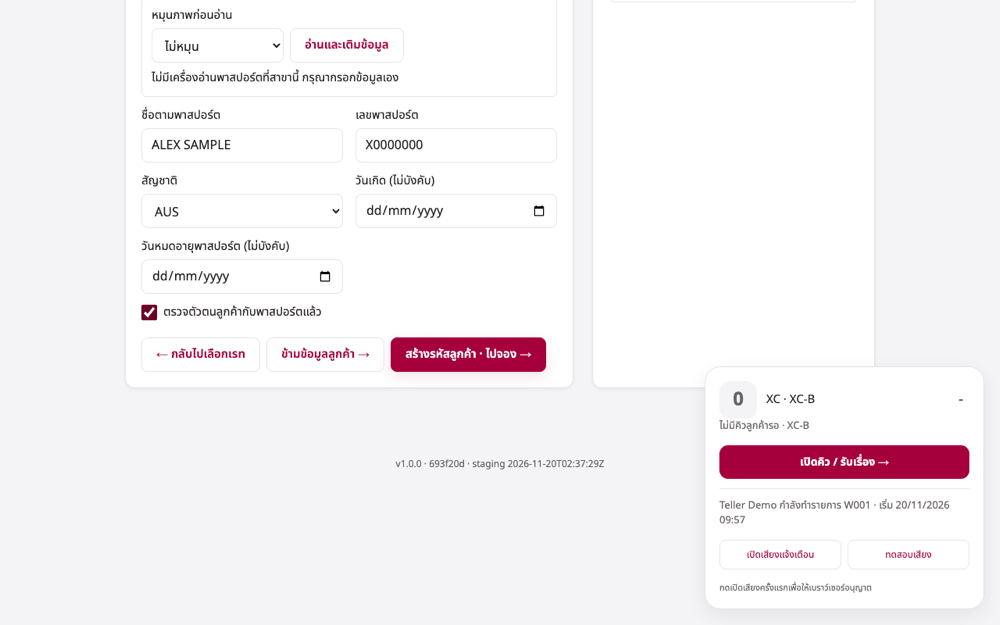 หมุนภาพก่อนอ่าน
ไม่หมุน
อ่านและเติมข้อมูล
ไม่มีเครื่องอ่านพาสปอร์ตที่สาขานี้ กรุณากรอกข้อมูลเอง
ชื่อตามพาสปอร์ต
เลขพาสปอร์ต
ALEX SAMPLE
X0000000
สัญชาติ
วันเกิด (ไม่บังคับ)
AUS
dd/mm/yyyy
วันหมดอายุพาสปอร์ต (ไม่บังคับ)
dd/mm/yyyy
ตรวจตัวตนลูกค้ากับพาสปอร์ตแล้ว
← กลับไปเลือกเรท
ข้ามข้อมูลลูกค้า →
สร้างรหัสลูกค้า · ไปจอง →
v1.0.0 · 693f20d · staging 2026-11-20T02:37:29Z
0
XC · XC-B
-
ไม่มีคิวลูกค้ารอ · XC-B
เปิดคิว / รับเรื่อง →
Teller Demo กำลังทำรายการ W001 · เริ่ม 20/11/2026
09:57
เปิดเสียงแจ้งเตือน
ทดสอบเสียง
กดเปิดเสียงครั้งแรกเพื่อให้เบราว์เซอร์อนุญาต